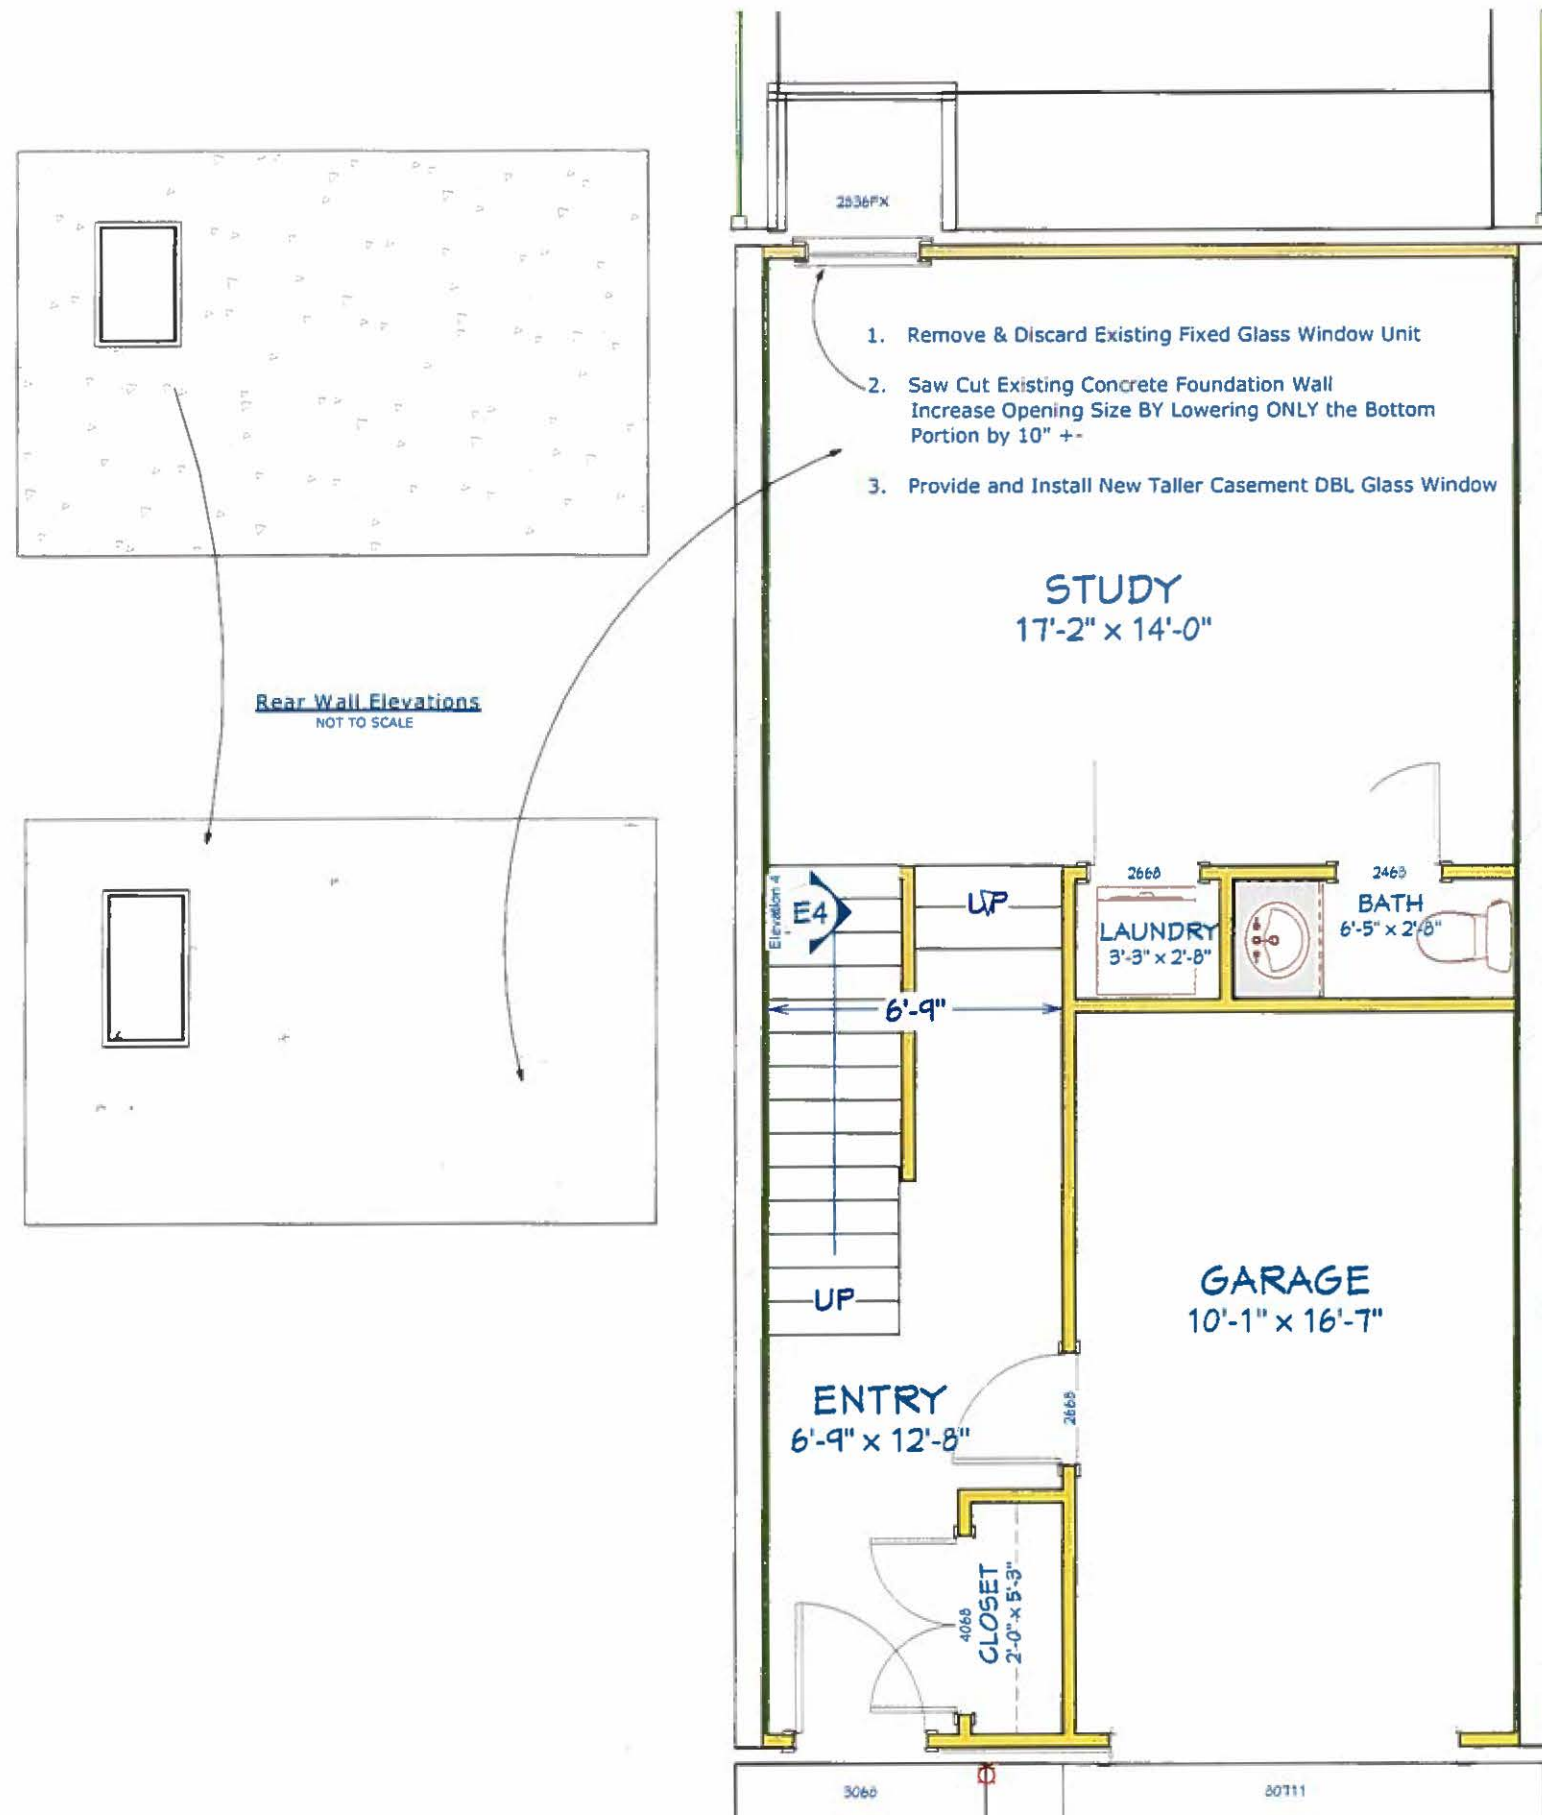 2836FX
1. Remove & Discard Existing Fixed Glass Window Unit
2. Saw Cut Existing Concrete Foundation Wall
Increase Opening Size BY Lowering ONLY the Bottom
Portion by 10" +-
3. Provide and Install New Taller Casement DBL Glass Window
STUDY
17'-2" x 14'-0"
Rear Wall Elevations
NOT TO SCALE
Elevation 4
E4
UP
2668
2468
LAUNDRY
3'-3" x 2'-8"
BATH
6'-5" x 2'-8"
6'-9"
UP
GARAGE
10'-1" x 16'-7"
ENTRY
6'-9" x 12'-8"
2668
4068
CLOSET
2'-0" x 5'-3"
3068
80711